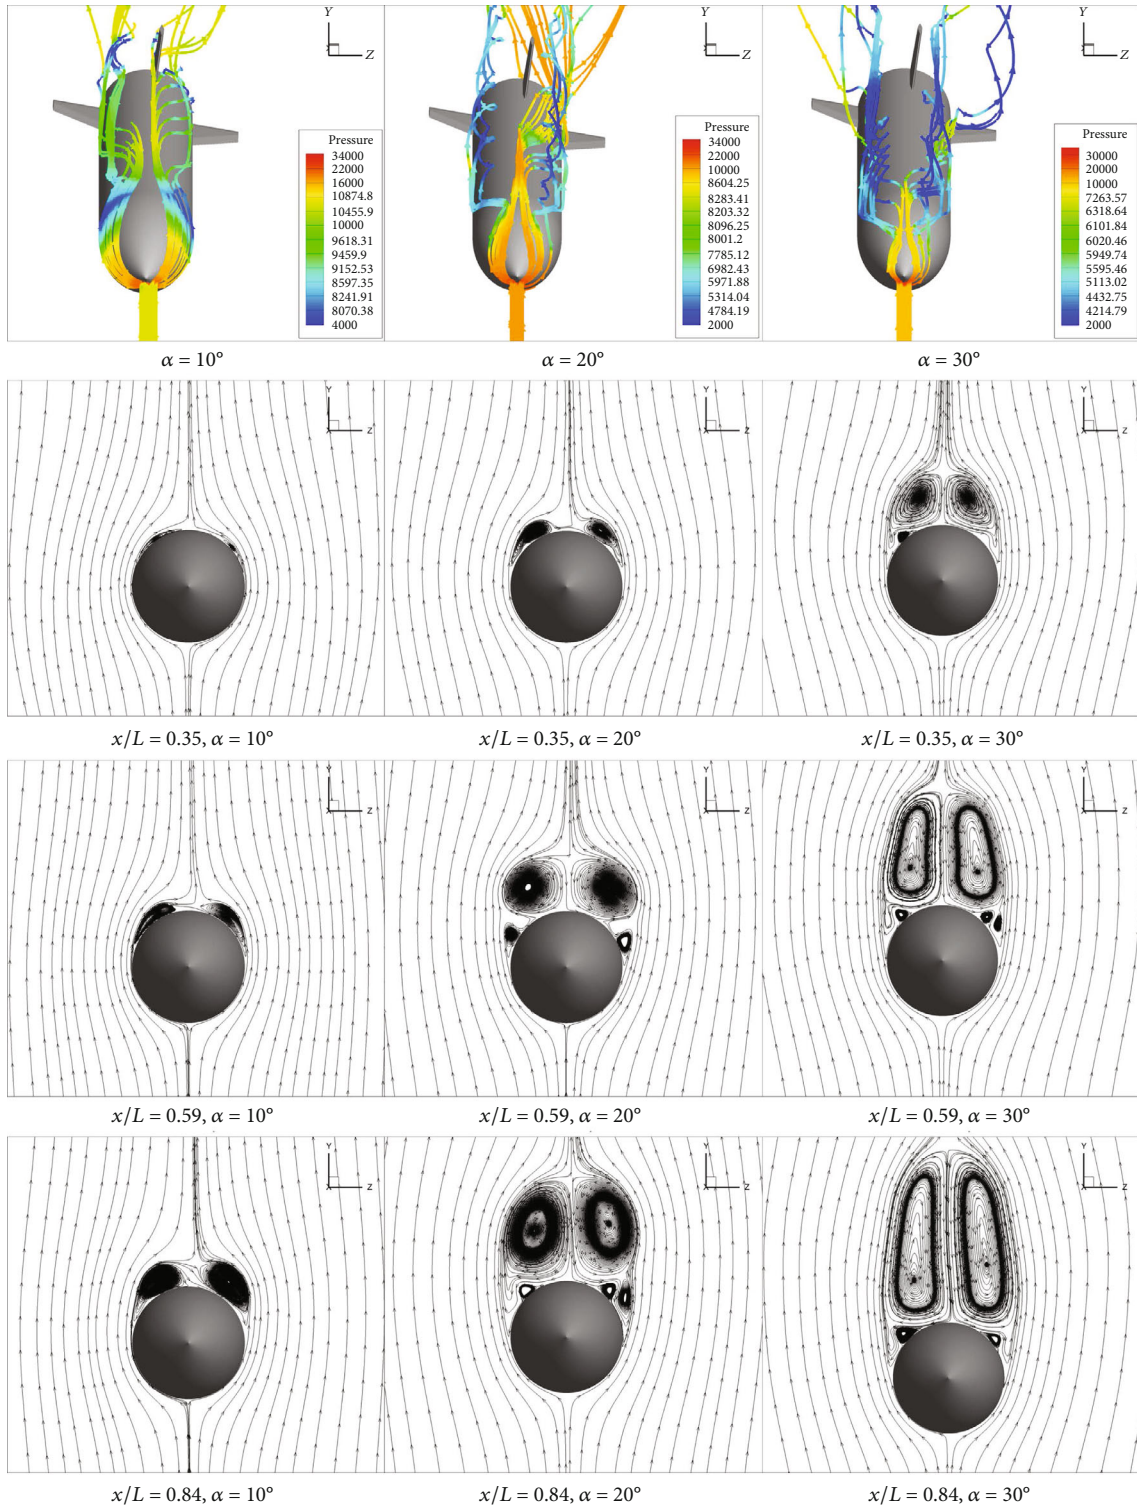 Y
Z
Pressure
34000
22000
16000
10874.8
10455.9
10000
9618.31
9459.9
9152.53
8597.35
8241.91
8070.38
4000
α = 10°
Y
Z
Pressure
34000
22000
10000
8604.25
8283.41
8203.32
8096.25
8001.2
7785.12
6982.43
5971.88
5314.04
4784.19
2000
α = 20°
Y
Z
Pressure
30000
20000
10000
7263.57
6318.64
6101.84
6020.46
5949.74
5595.46
5113.02
4432.75
4214.79
2000
α = 30°
Y
X
Z
x/L = 0.35, α = 10°
Y
X
Z
x/L = 0.35, α = 20°
Y
X
Z
x/L = 0.35, α = 30°
Y
X
Z
x/L = 0.59, α = 10°
Y
X
Z
x/L = 0.59, α = 20°
Y
X
Z
x/L = 0.59, α = 30°
Y
X
Z
x/L = 0.84, α = 10°
Y
X
Z
x/L = 0.84, α = 20°
Y
X
Z
x/L = 0.84, α = 30°